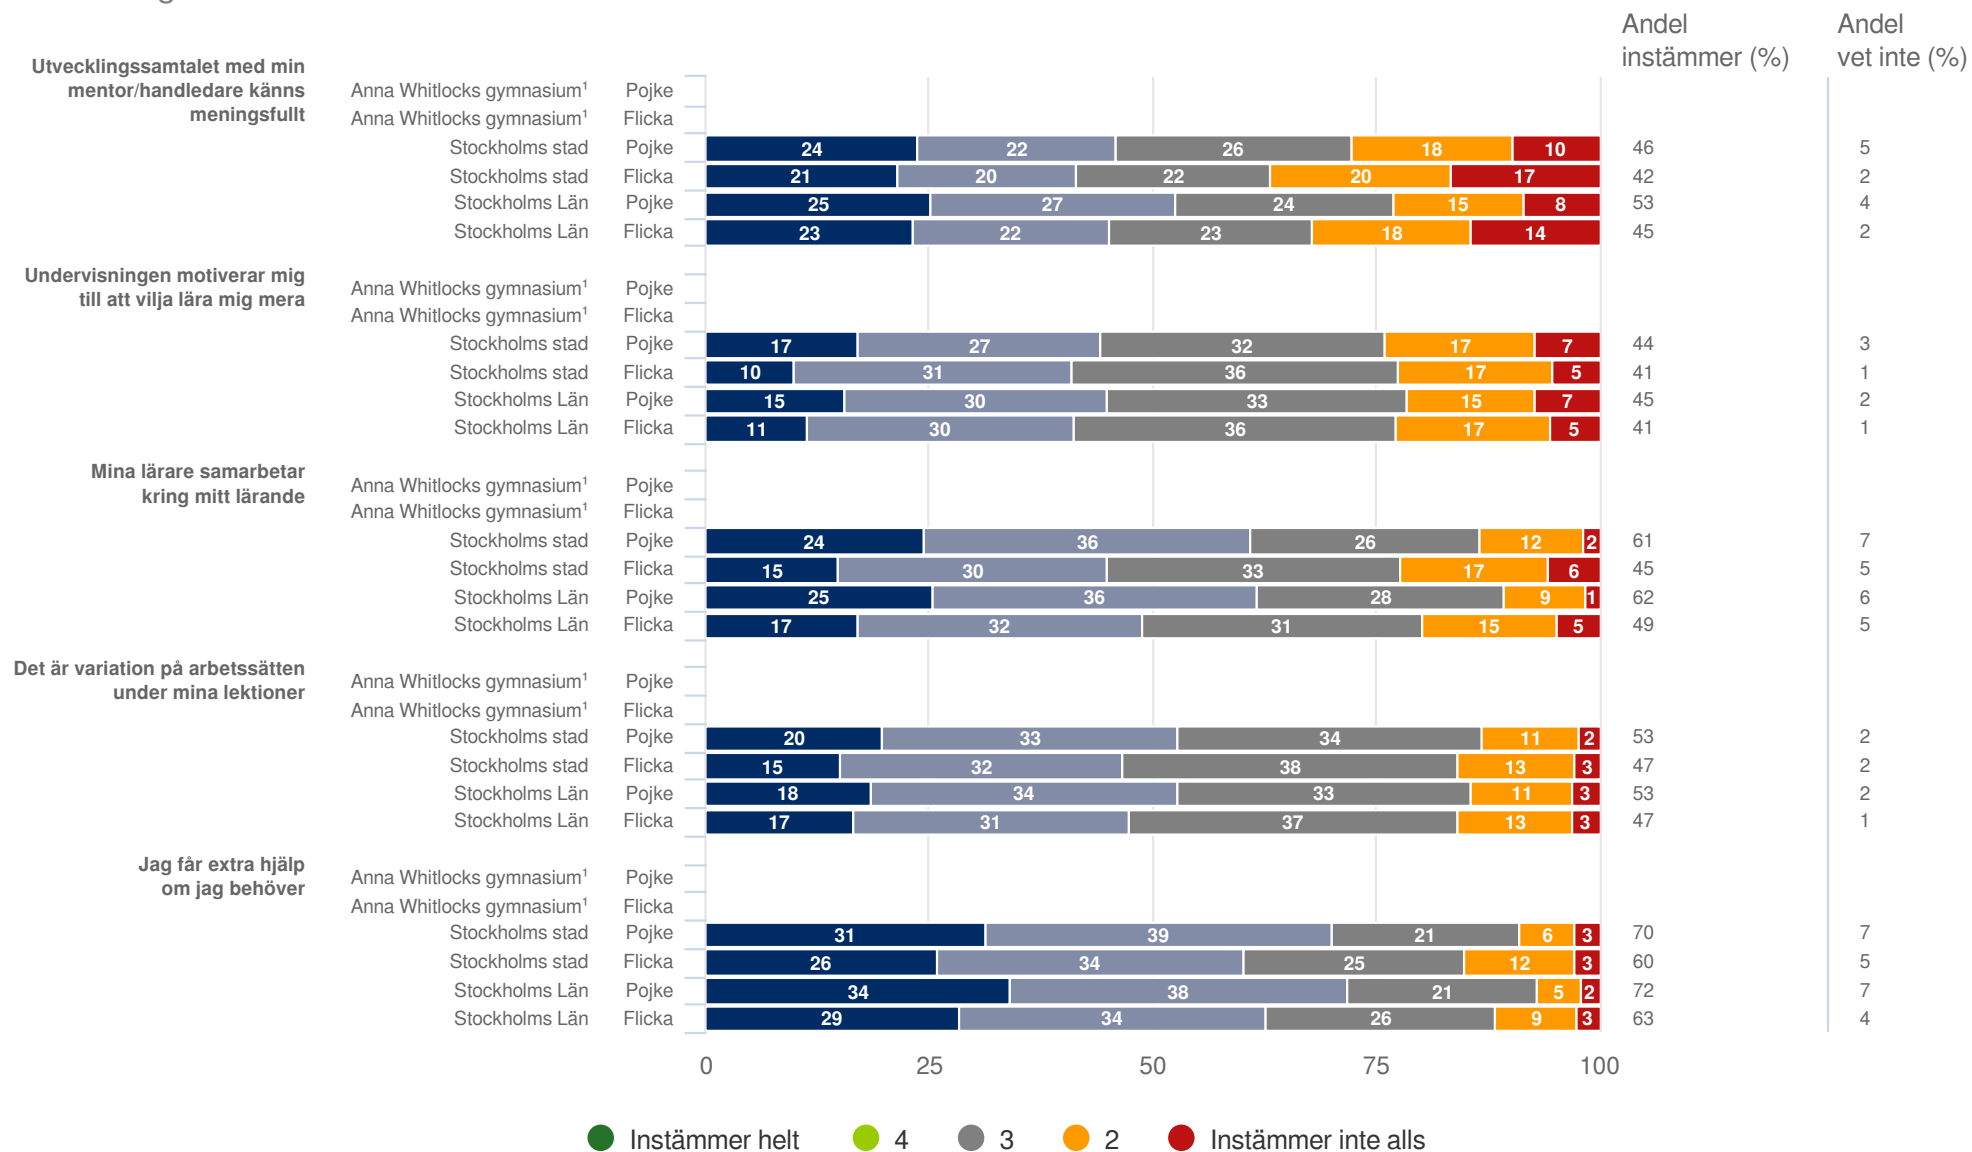 Andel
instämmer (%)
Andel
vet inte (%)
Utvecklingssamtalet med min
mentor/handledare känns
meningsfullt
Anna Whitlocks gymnasium¹ Pojke
Anna Whitlocks gymnasium¹ Flicka
Stockholms stad Pojke 24 22 26 18 10 46 5
Stockholms stad Flicka 21 20 22 20 17 42 2
Stockholms Län Pojke 25 27 24 15 8 53 4
Stockholms Län Flicka 23 22 23 18 14 45 2
Undervisningen motiverar mig
till att vilja lära mig mera
Anna Whitlocks gymnasium¹ Pojke
Anna Whitlocks gymnasium¹ Flicka
Stockholms stad Pojke 17 27 32 17 7 44 3
Stockholms stad Flicka 10 31 36 17 5 41 1
Stockholms Län Pojke 15 30 33 15 7 45 2
Stockholms Län Flicka 11 30 36 17 5 41 1
Mina lärare samarbetar
kring mitt lärande
Anna Whitlocks gymnasium¹ Pojke
Anna Whitlocks gymnasium¹ Flicka
Stockholms stad Pojke 24 36 26 12 2 61 7
Stockholms stad Flicka 15 30 33 17 6 45 5
Stockholms Län Pojke 25 36 28 9 1 62 6
Stockholms Län Flicka 17 32 31 15 5 49 5
Det är variation på arbetssätten
under mina lektioner
Anna Whitlocks gymnasium¹ Pojke
Anna Whitlocks gymnasium¹ Flicka
Stockholms stad Pojke 20 33 34 11 2 53 2
Stockholms stad Flicka 15 32 38 13 3 47 2
Stockholms Län Pojke 18 34 33 11 3 53 2
Stockholms Län Flicka 17 31 37 13 3 47 1
Jag får extra hjälp
om jag behöver
Anna Whitlocks gymnasium¹ Pojke
Anna Whitlocks gymnasium¹ Flicka
Stockholms stad Pojke 31 39 21 6 3 70 7
Stockholms stad Flicka 26 34 25 12 3 60 5
Stockholms Län Pojke 34 38 21 5 2 72 7
Stockholms Län Flicka 29 34 26 9 3 63 4
0 25 50 75 100
Instämmer helt 4 3 2 Instämmer inte alls